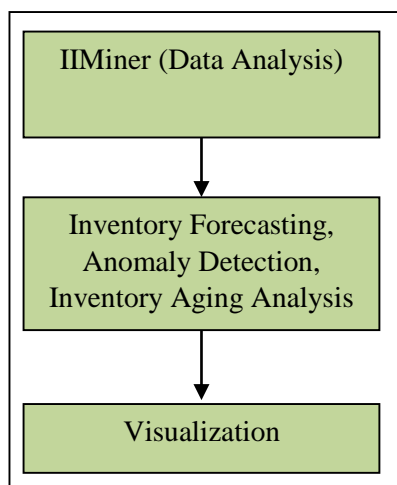 IIMiner (Data Analysis)
Inventory Forecasting,
Anomaly Detection,
Inventory Aging Analysis
Visualization